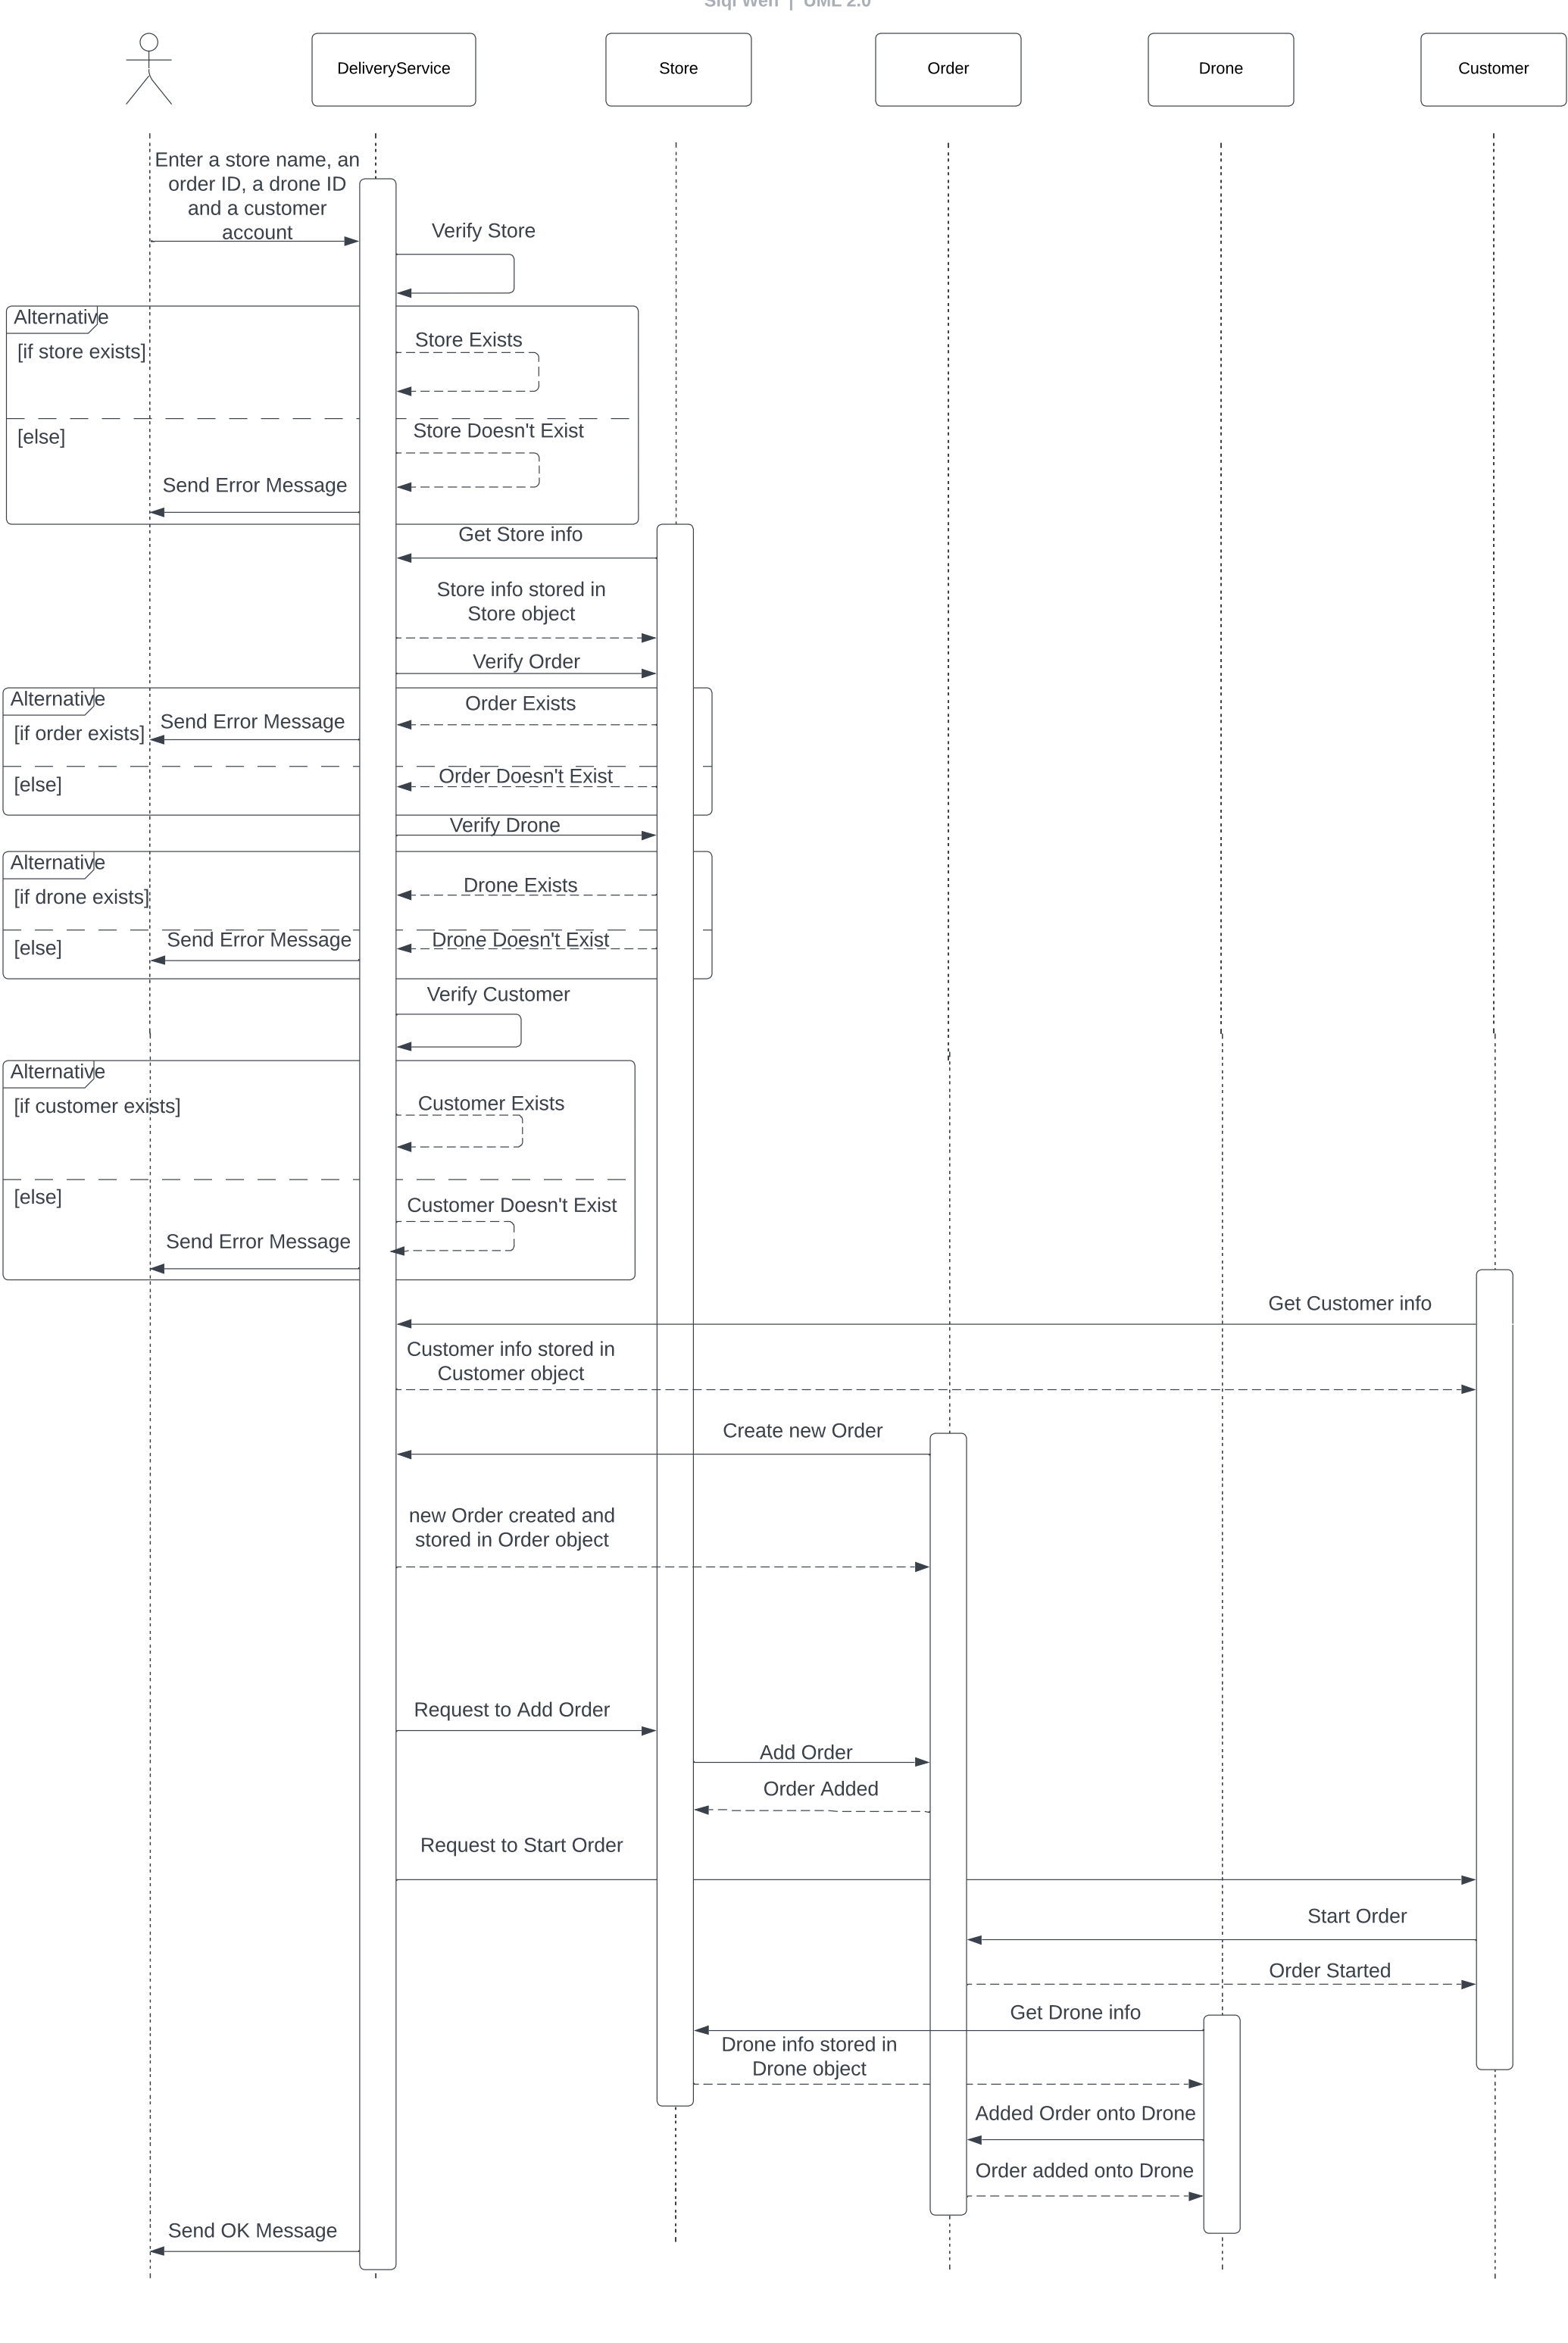 Siqi Wen | UML 2.0
DeliveryService
Store
Order
Drone
Customer
Enter a store name, an
order ID, a drone ID
and a customer
account
Verify Store
Alternative
[if store exists]
Store Exists
[else]
Store Doesn't Exist
Send Error Message
Get Store info
Store info stored in
Store object
Verify Order
Alternative
Order Exists
Send Error Message
[if order exists]
Order Doesn't Exist
[else]
Verify Drone
Alternative
Drone Exists
[if drone exists]
Send Error Message
Drone Doesn't Exist
[else]
Verify Customer
Alternative
Customer Exists
[if customer exists]
[else]
Customer Doesn't Exist
Send Error Message
Get Customer info
Customer info stored in
Customer object
Create new Order
new Order created and
stored in Order object
Request to Add Order
Add Order
Order Added
Request to Start Order
Start Order
Order Started
Get Drone info
Drone info stored in
Drone object
Added Order onto Drone
Order added onto Drone
Send OK Message